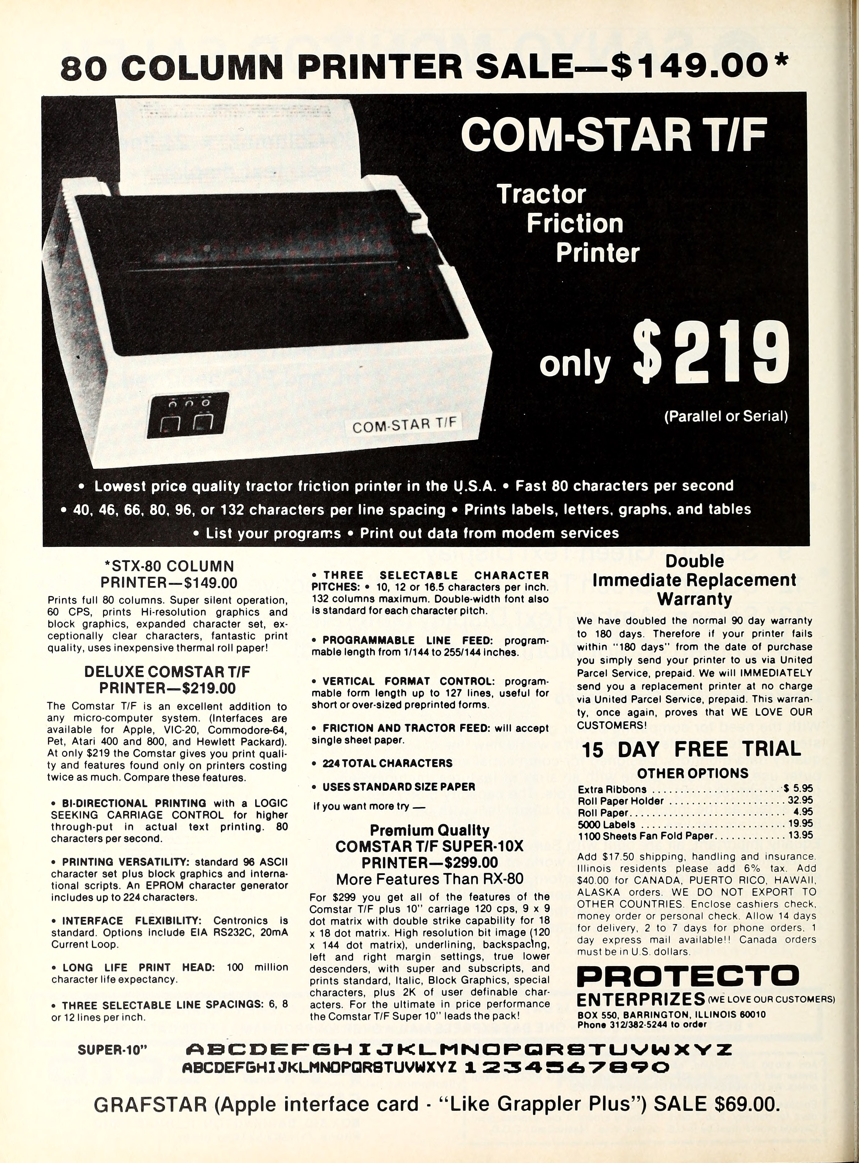 80 COLUMN PRINTER SALE—$149.00*
COM-STAR T/F
Tractor
Friction
Printer
only $219
(Parallel or Serial)
COM-STAR T/F
• Lowest price quality tractor friction printer in the U.S.A. • Fast 80 characters per second
• 40, 46, 66, 80, 96, or 132 characters per line spacing • Prints labels, letters, graphs, and tables
• List your programs • Print out data from modem services
*STX-80 COLUMN
PRINTER—$149.00
Prints full 80 columns. Super silent operation,
60 CPS, prints Hi-resolution graphics and
block graphics, expanded character set, ex-
ceptionally clear characters, fantastic print
quality, uses inexpensive thermal roll paper!
DELUXE COMSTAR T/F
PRINTER—$219.00
The Comstar T/F is an excellent addition to
any micro-computer system. (Interfaces are
available for Apple, VIC-20, Commodore-64,
Pet, Atari 400 and 800, and Hewlett Packard).
At only $219 the Comstar gives you print quali-
ty and features found only on printers costing
twice as much. Compare these features.
• BI-DIRECTIONAL PRINTING with a LOGIC
SEEKING CARRIAGE CONTROL for higher
through-put in actual text printing. 80
characters per second.
• PRINTING VERSATILITY: standard 96 ASCII
character set plus block graphics and interna-
tional scripts. An EPROM character generator
includes up to 224 characters.
• INTERFACE FLEXIBILITY: Centronics is
standard. Options include EIA RS232C, 20mA
Current Loop.
• LONG LIFE PRINT HEAD: 100 million
character life expectancy.
• THREE SELECTABLE LINE SPACINGS: 6, 8
or 12 lines per inch.
• THREE SELECTABLE CHARACTER
PITCHES: • 10, 12 or 16.5 characters per inch.
132 columns maximum. Double-width font also
is standard for each character pitch.
• PROGRAMMABLE LINE FEED: program-
mable length from 1/144 to 255/144 inches.
• VERTICAL FORMAT CONTROL: program-
mable form length up to 127 lines, useful for
short or over-sized preprinted forms.
• FRICTION AND TRACTOR FEED: will accept
single sheet paper.
• 224 TOTAL CHARACTERS
• USES STANDARD SIZE PAPER
if you want more try —
Premium Quality
COMSTAR T/F SUPER-10X
PRINTER—$299.00
More Features Than RX-80
For $299 you get all of the features of the
Comstar T/F plus 10" carriage 120 cps, 9 x 9
dot matrix with double strike capability for 18
x 18 dot matrix. High resolution bit image (120
x 144 dot matrix), underlining, backspacing,
left and right margin settings, true lower
descenders, with super and subscripts, and
prints standard, Italic, Block Graphics, special
characters, plus 2K of user definable char-
acters. For the ultimate in price performance
the Comstar T/F Super 10" leads the pack!
Double
Immediate Replacement
Warranty
We have doubled the normal 90 day warranty
to 180 days. Therefore if your printer fails
within "180 days" from the date of purchase
you simply send your printer to us via United
Parcel Service, prepaid. We will IMMEDIATELY
send you a replacement printer at no charge
via United Parcel Service, prepaid. This warran-
ty, once again, proves that WE LOVE OUR
CUSTOMERS!
15 DAY FREE TRIAL
OTHER OPTIONS
Extra Ribbons . . . . . . . . . . . . . . . . . . . . . . $ 5.95
Roll Paper Holder . . . . . . . . . . . . . . . . . . . 32.95
Roll Paper. . . . . . . . . . . . . . . . . . . . . . . . . 4.95
5000 Labels . . . . . . . . . . . . . . . . . . . . . . . 19.95
1100 Sheets Fan Fold Paper. . . . . . . . . . . . 13.95
Add $17.50 shipping, handling and insurance.
Illinois residents please add 6% tax. Add
$40.00 for CANADA, PUERTO RICO, HAWAII,
ALASKA orders. WE DO NOT EXPORT TO
OTHER COUNTRIES. Enclose cashiers check,
money order or personal check. Allow 14 days
for delivery, 2 to 7 days for phone orders. 1
day express mail available!! Canada orders
must be in U.S. dollars.
PROTECTO
ENTERPRIZES (WE LOVE OUR CUSTOMERS)
BOX 550, BARRINGTON, ILLINOIS 60010
Phone 312/382-5244 to order
SUPER-10" ABCDEFGHIJKLMNOPQRSTUVWXYZ
ABCDEFGHIJKLMNOPQRSTUVWXYZ 1234567890
GRAFSTAR (Apple interface card - "Like Grappler Plus") SALE $69.00.